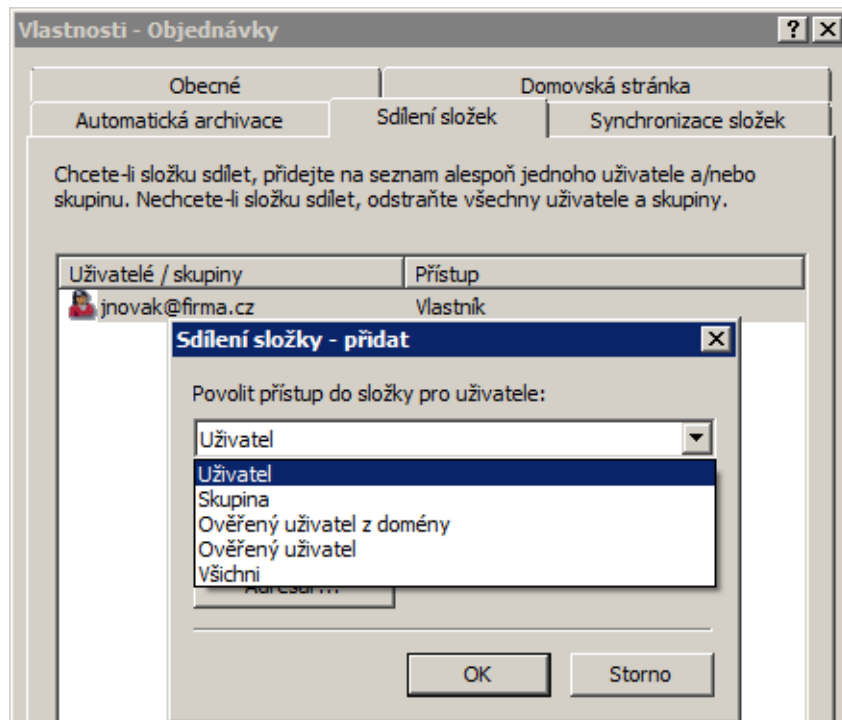 Vlastnosti - Objednávky
Obecné
Domovská stránka
Automatická archivace
Sdílení složek
Synchronizace složek
Chcete-li složku sdílet, přidejte na seznam alespoň jednoho uživatele a/nebo
skupinu. Nechcete-li složku sdílet, odstraňte všechny uživatele a skupiny.
Uživatelé / skupiny
Přístup
jnovak@firma.cz
Vlastník
Sdílení složky - přidat
Povolit přístup do složky pro uživatele:
Uživatel
Uživatel
Skupina
Ověřený uživatel z domény
Ověřený uživatel
Všichni
Adresář...
OK
Storno